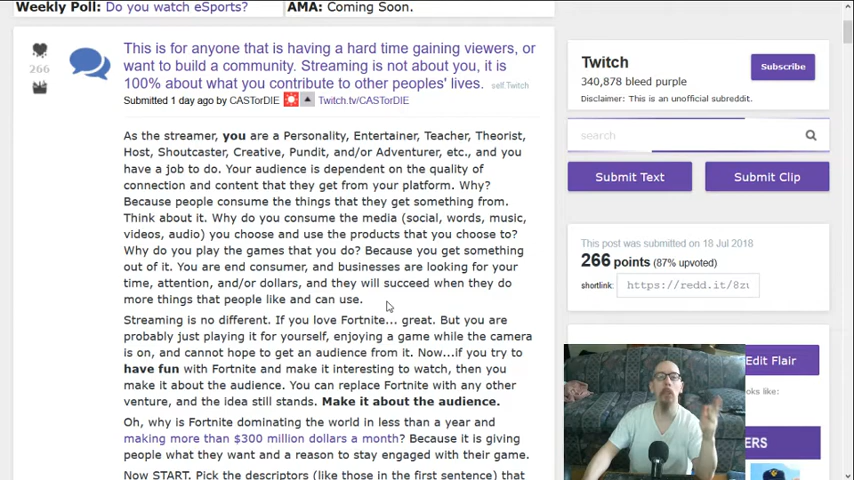 Weekly Poll: Do you watch eSports?
AMA: Coming Soon.
266
This is for anyone that is having a hard time gaining viewers, or
want to build a community. Streaming is not about you, it is
100% about what you contribute to other peoples' lives. self.Twitch
Submitted 1 day ago by CASTorDIE Twitch.tv/CASTorDIE
As the streamer, you are a Personality, Entertainer, Teacher, Theorist,
Host, Shoutcaster, Creative, Pundit, and/or Adventurer, etc., and you
have a job to do. Your audience is dependent on the quality of
connection and content that they get from your platform. Why?
Because people consume the things that they get something from.
Think about it. Why do you consume the media (social, words, music,
videos, audio) you choose and use the products that you choose to?
Why do you play the games that you do? Because you get something
out of it. You are end consumer, and businesses are looking for your
time, attention, and/or dollars, and they will succeed when they do
more things that people like and can use.
Streaming is no different. If you love Fortnite... great. But you are
probably just playing it for yourself, enjoying a game while the camera
is on, and cannot hope to get an audience from it. Now...if you try to
have fun with Fortnite and make it interesting to watch, then you
make it about the audience. You can replace Fortnite with any other
venture, and the idea still stands. Make it about the audience.
Oh, why is Fortnite dominating the world in less than a year and
making more than $300 million dollars a month? Because it is giving
people what they want and a reason to stay engaged with their game.
Now START. Pick the descriptors (like those in the first sentence) that
Twitch
340,878 bleed purple
Subscribe
Disclaimer: This is an unofficial subreddit.
search
Submit Text
Submit Clip
This post was submitted on 18 Jul 2018
266 points (87% upvoted)
shortlink: https://redd.it/8zu
Edit Flair
ooks like:
ERS